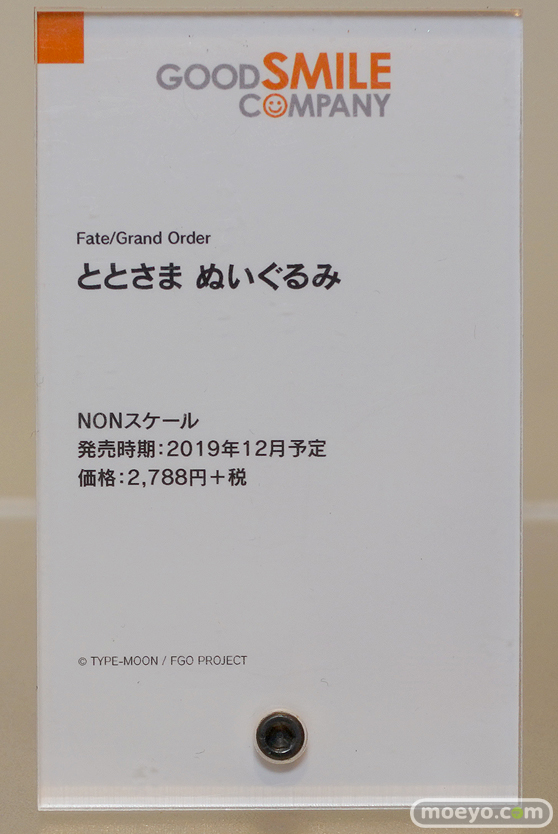 GOODSMILE
COMPANY
Fate/Grand Order
ととさま ぬいぐるみ
NONスケール
発売時期:2019年12月予定
価格:2,788円+税
© TYPE-MOON / FGO PROJECT
moeyo.com